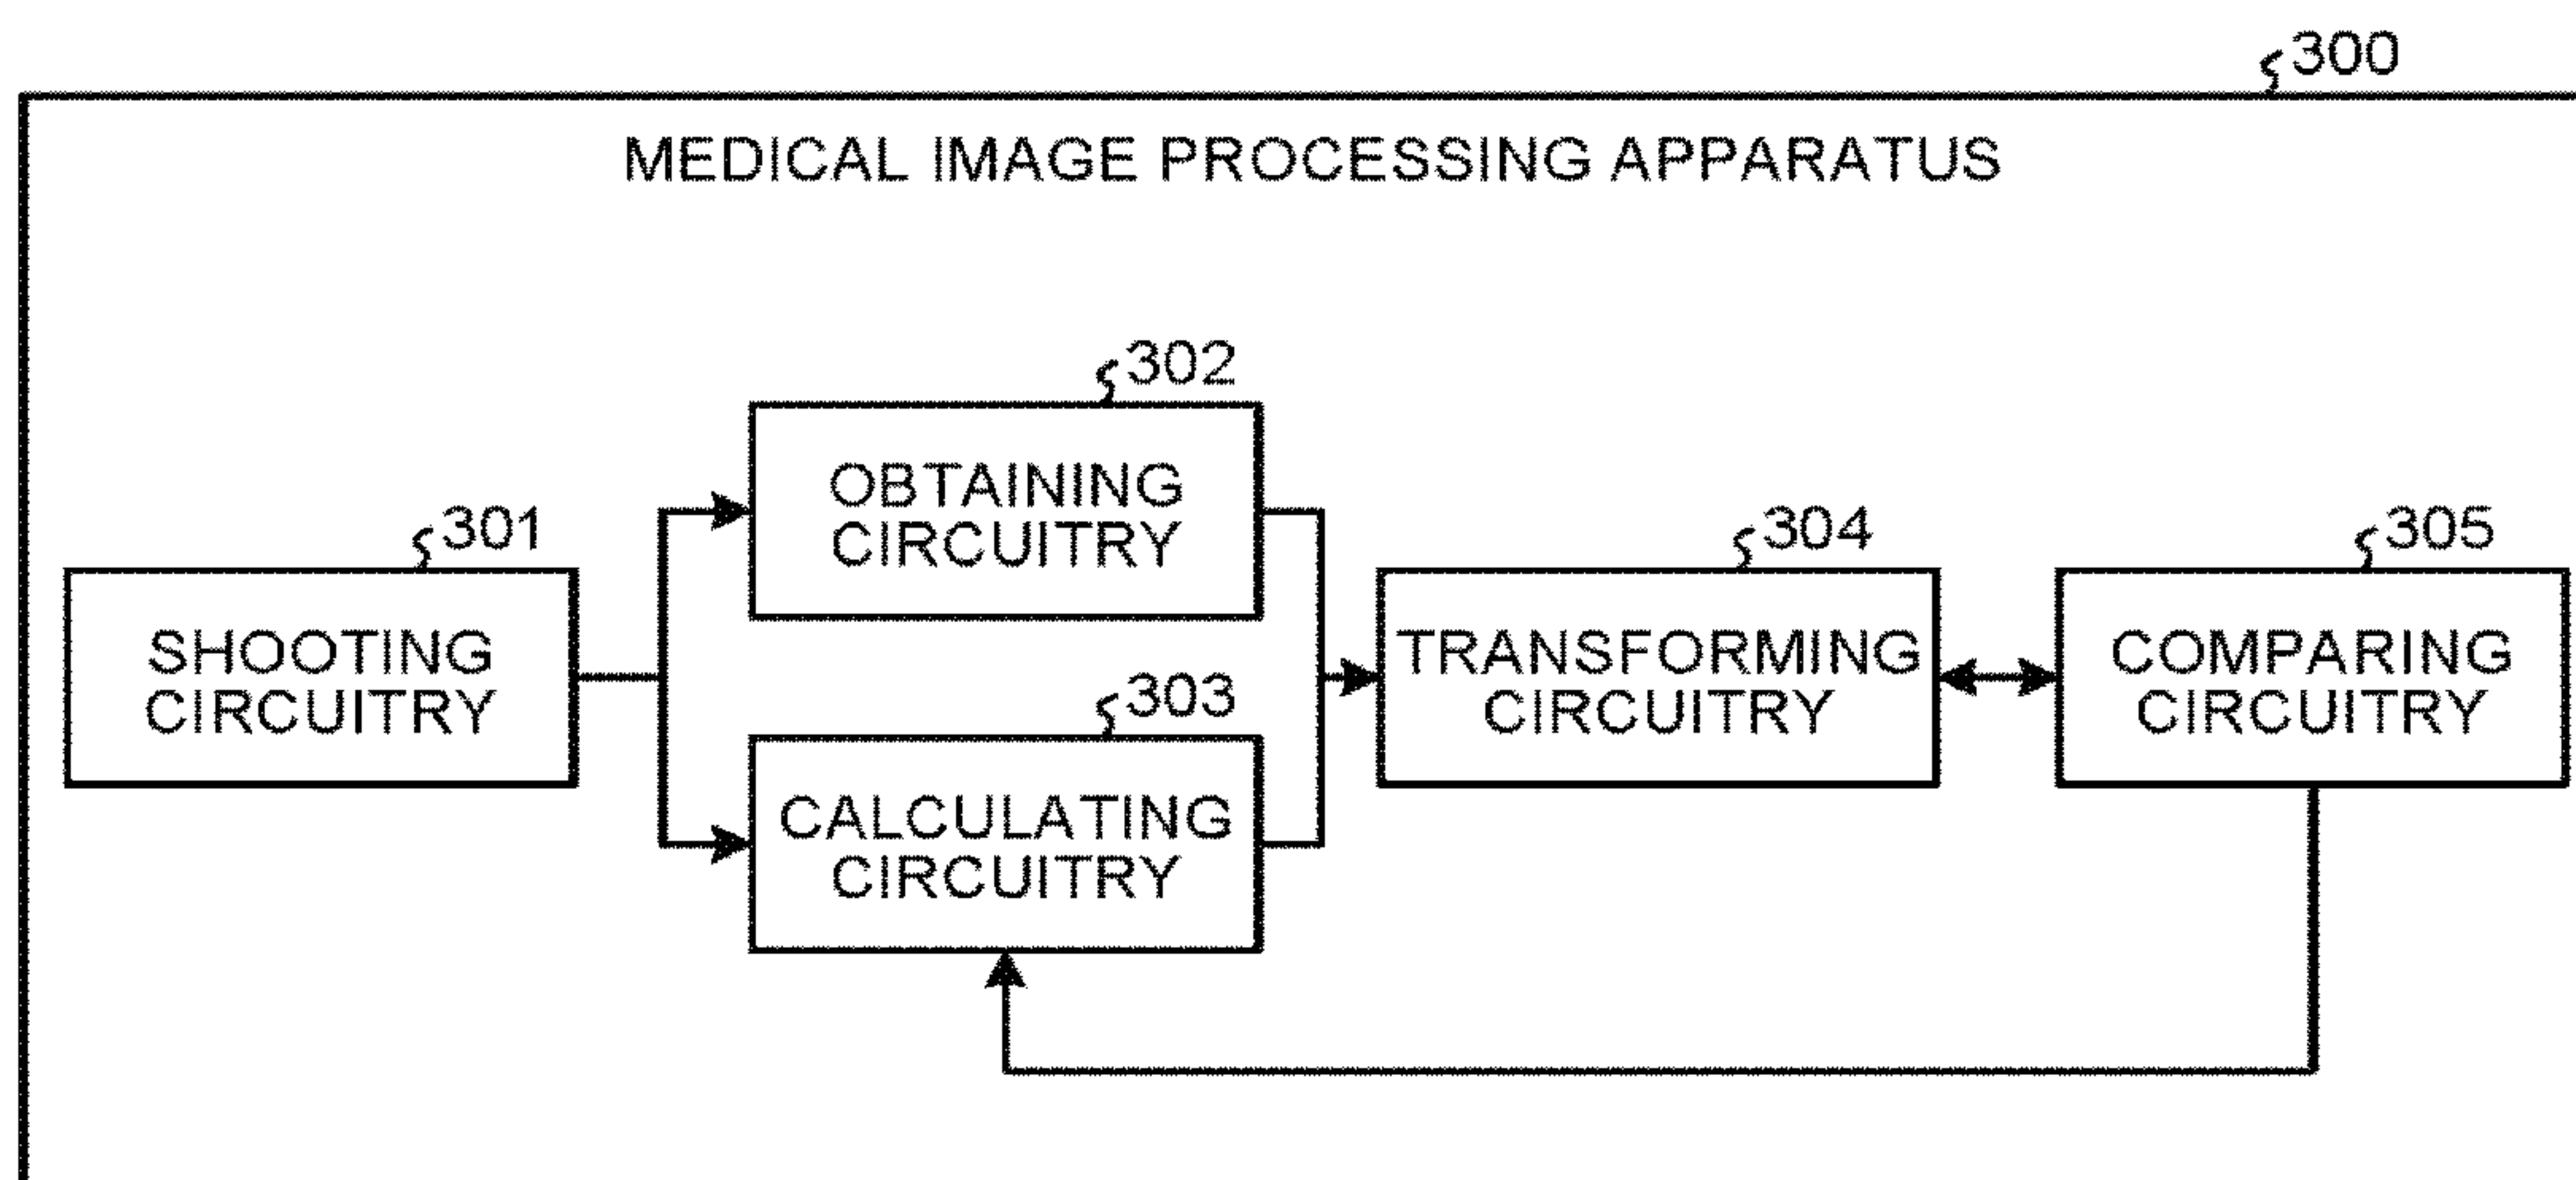 300
MEDICAL IMAGE PROCESSING APPARATUS
302
OBTAINING
CIRCUITRY
301
SHOOTING
CIRCUITRY
303
CALCULATING
CIRCUITRY
304
TRANSFORMING
CIRCUITRY
305
COMPARING
CIRCUITRY